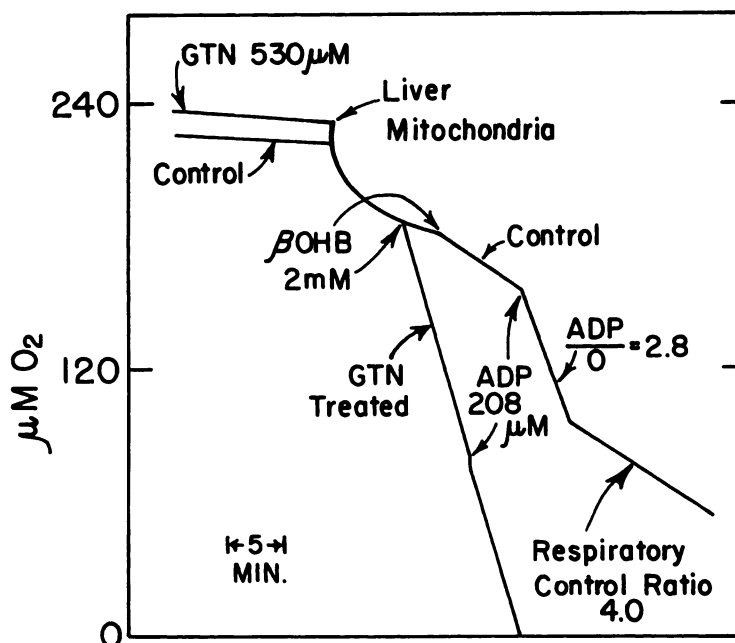 GTN 530μM
240
Liver
Mitochondria
Control
βOHB
2mM
Control
ADP
O
=2.8
120
μM O2
GTN
Treated
ADP
208
μM
←5→
MIN.
Respiratory
Control Ratio
4.0
0